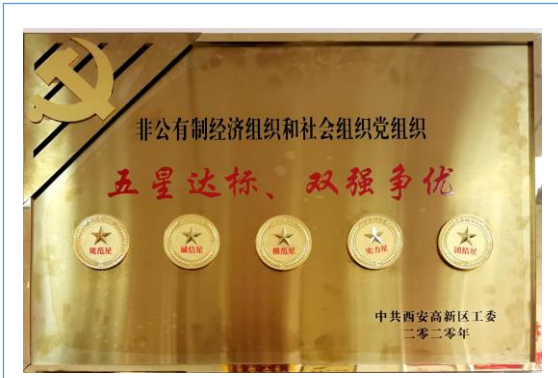 非公有制经济组织和社会组织党组织
五星达标、双强争优
规范星 诚信星 模范星 实力星 团结星
中共西安高新区工委
二零二零年